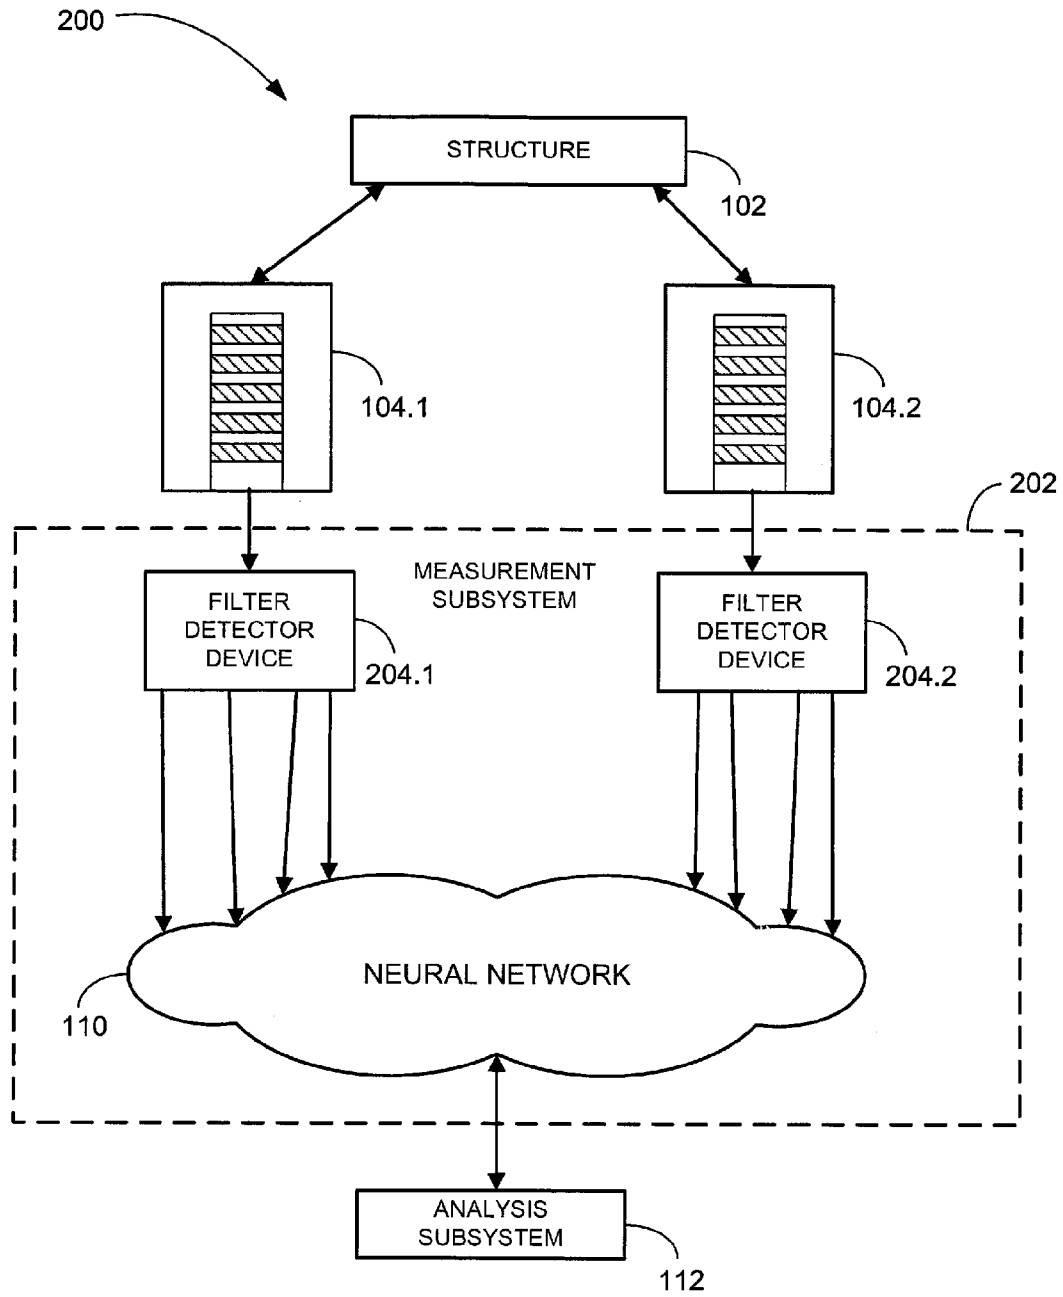 200
STRUCTURE
102
104.1
104.2
202
MEASUREMENT
SUBSYSTEM
FILTER
DETECTOR
DEVICE
204.1
FILTER
DETECTOR
DEVICE
204.2
NEURAL NETWORK
110
ANALYSIS
SUBSYSTEM
112